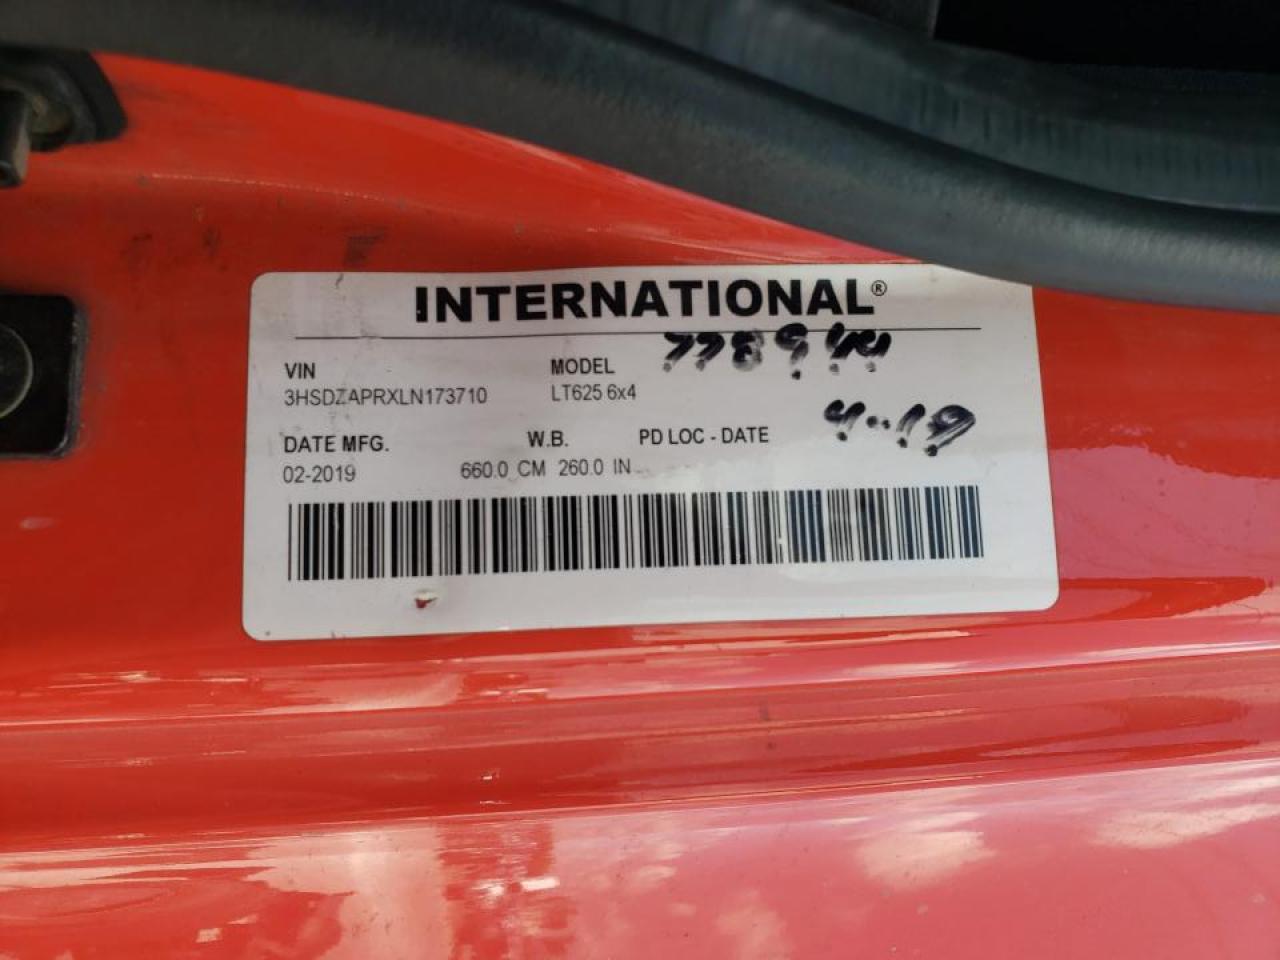 INTERNATIONAL®
VIN
3HSDZAPRXLN173710
MODEL
LT625 6x4
DATE MFG.
02-2019
W.B.
660.0 CM 260.0 IN
PD LOC - DATE